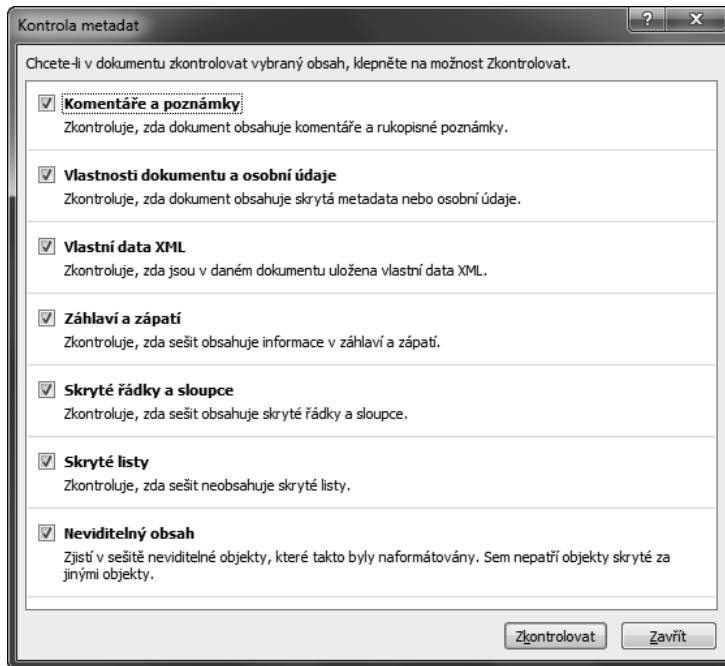 Kontrola metadat
Chcete-li v dokumentu zkontrolovat vybraný obsah, klepněte na možnost Zkontrolovat.
Komentáře a poznámky
Zkontroluje, zda dokument obsahuje komentáře a rukopisné poznámky.
Vlastnosti dokumentu a osobní údaje
Zkontroluje, zda dokument obsahuje skrytá metadata nebo osobní údaje.
Vlastní data XML
Zkontroluje, zda jsou v daném dokumentu uložena vlastní data XML.
Záhlaví a zápatí
Zkontroluje, zda sešit obsahuje informace v záhlaví a zápatí.
Skryté řádky a sloupce
Zkontroluje, zda sešit obsahuje skryté řádky a sloupce.
Skryté listy
Zkontroluje, zda sešit neobsahuje skryté listy.
Neviditelný obsah
Zjistí v sešitě neviditelné objekty, které takto byly naformátovány. Sem nepatří objekty skryté za
jinými objekty.
Zkontrolovat Zavřít